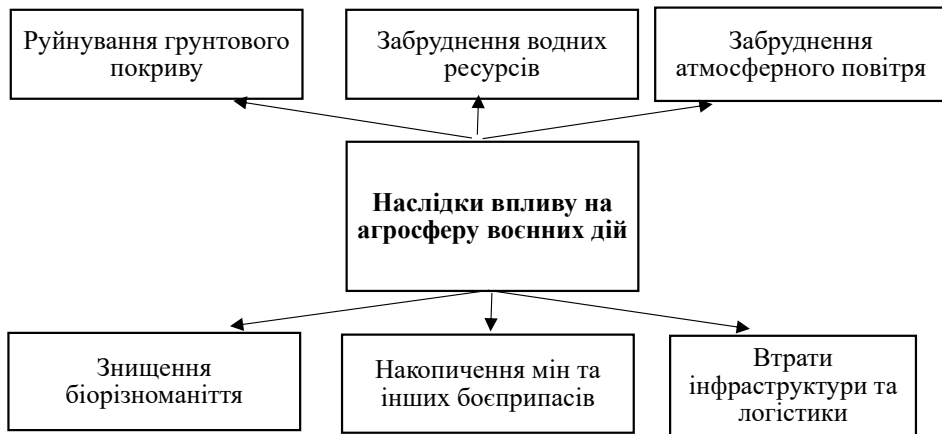 Руйнування грунтового
покриву
Забруднення водних
ресурсів
Забруднення
атмосферного повітря
Наслідки впливу на
агросферу воєнних дій
Знищення
біорізноманіття
Накопичення мін та
інших боєприпасів
Втрати
інфраструктури та
логістики